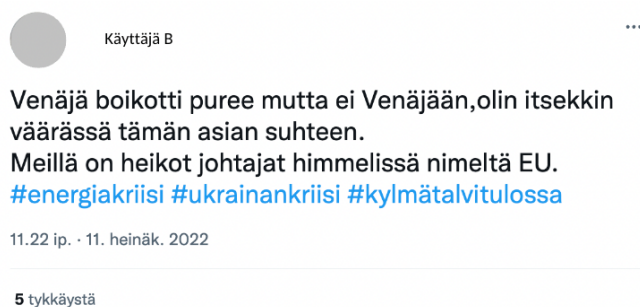 Käyttäjä B
Venäjä boikotti puree mutta ei Venäjään,olin itsekkin
väärässä tämän asian suhteen.
Meillä on heikot johtajat himmelissä nimeltä EU.
#energiakriisi #ukrainankriisi #kylmätalvitulossa
11.22 ip. · 11. heinäk. 2022
5 tykkäystä